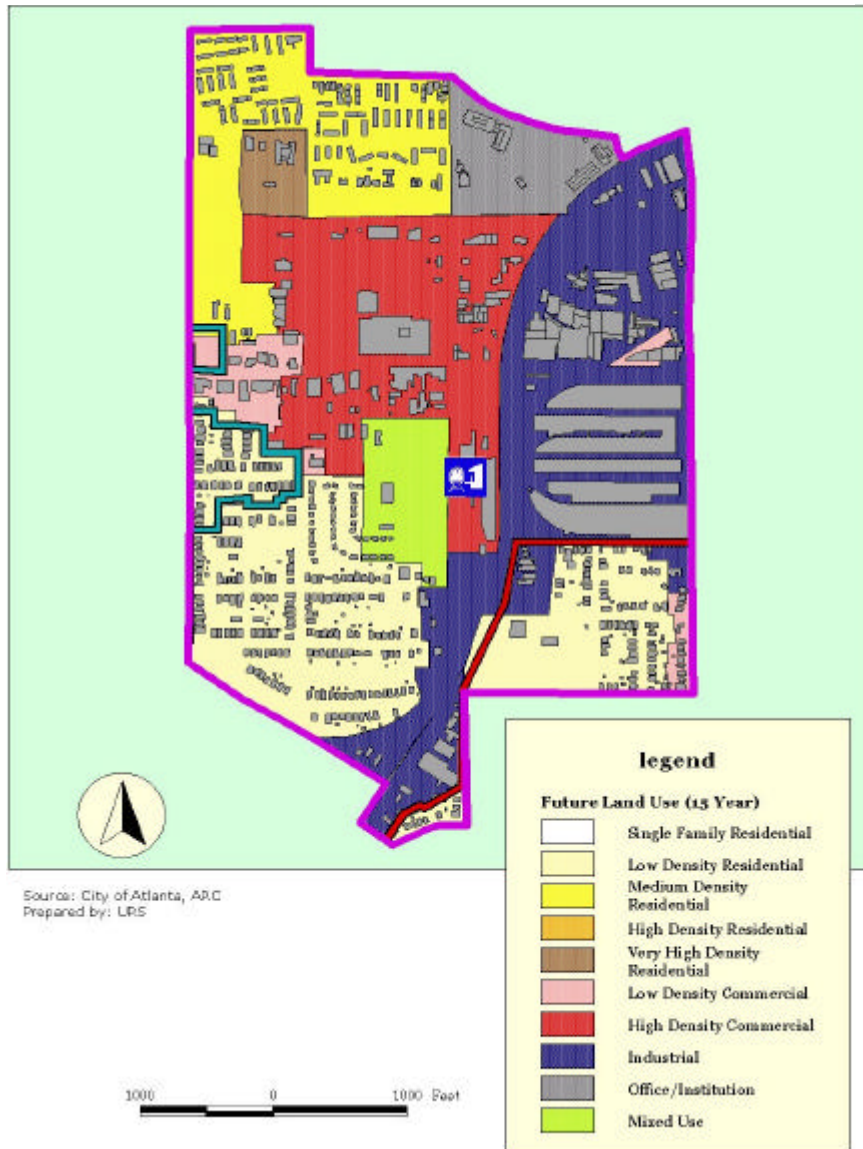 legend
Future Land Use (15 Year)
Single Family Residential
Low Density Residential
Medium Density
Residential
High Density Residential
Very High Density
Residential
Low Density Commercial
High Density Commercial
Industrial
Office/Institution
Mixed Use
Source: City of Atlanta, ARC
Prepared by: URS
1000 0 1000 Feet